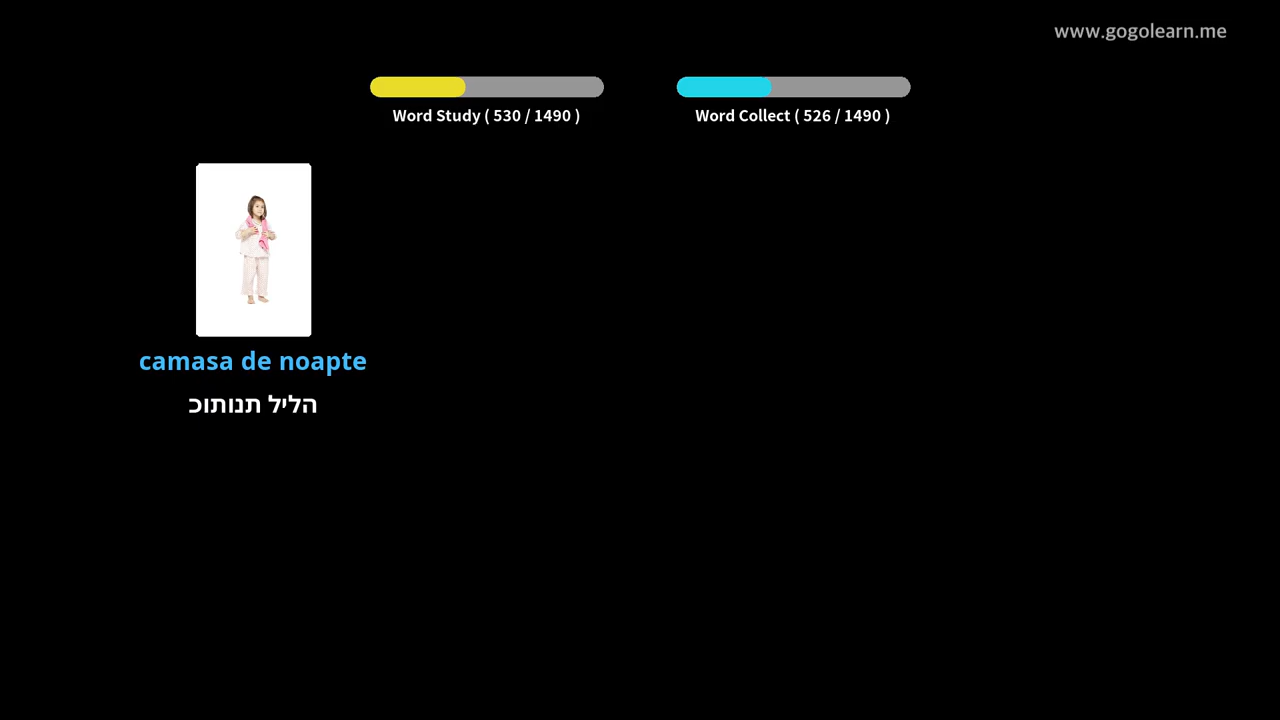 www.gogolearn.me
Word Study ( 530 / 1490 )
Word Collect ( 526 / 1490 )
camasa de noapte
הליל תנותוכ